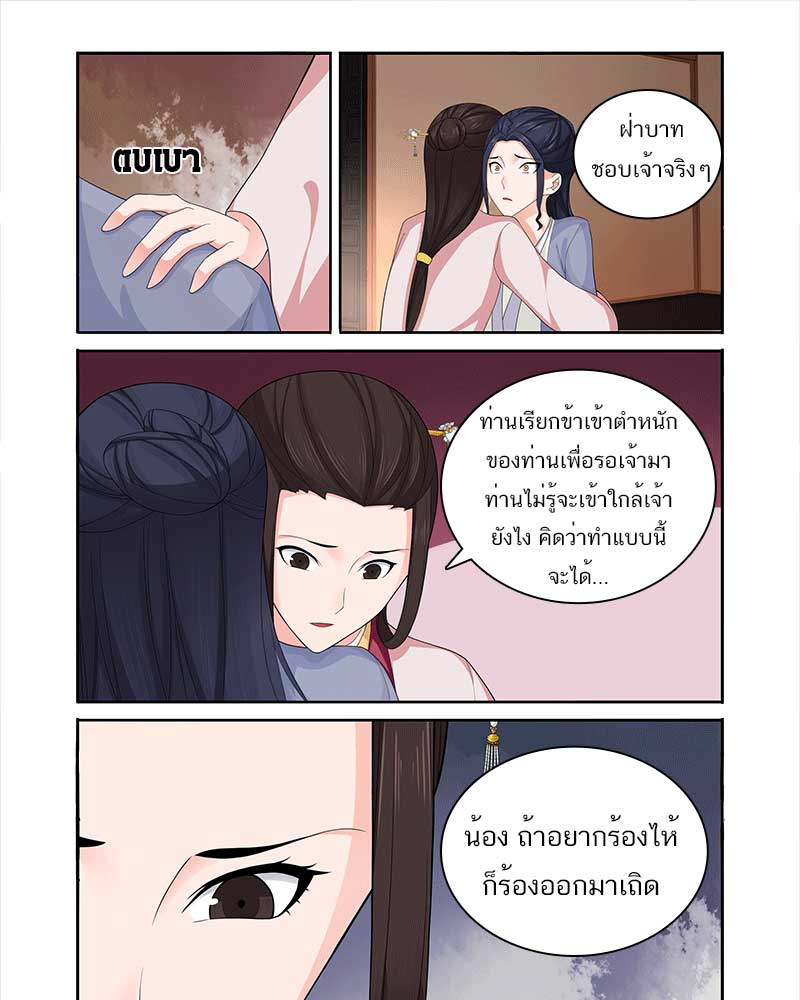 ตบเบา
ฝ่าบาท
ชอบเจ้าจริงๆ
ท่านเรียกข้าเข้าตำหนัก
ของท่านเพื่อรอเจ้ามา
ท่านไม่รู้จะเข้าใกล้เจ้า
ยังไง คิดว่าทำแบบนี้
จะได้...
น้อง ถ้าอยากร้องไห้
ก็ร้องออกมาเถิด